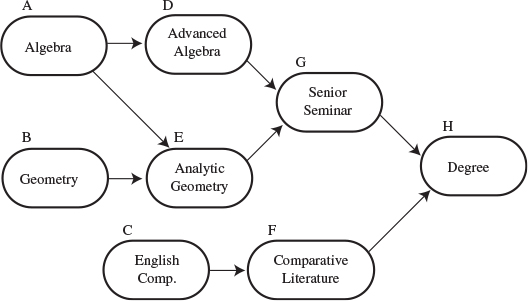 A
Algebra
D
Advanced
Algebra
G
Senior
Seminar
B
Geometry
E
Analytic
Geometry
H
Degree
C
English
Comp.
F
Comparative
Literature